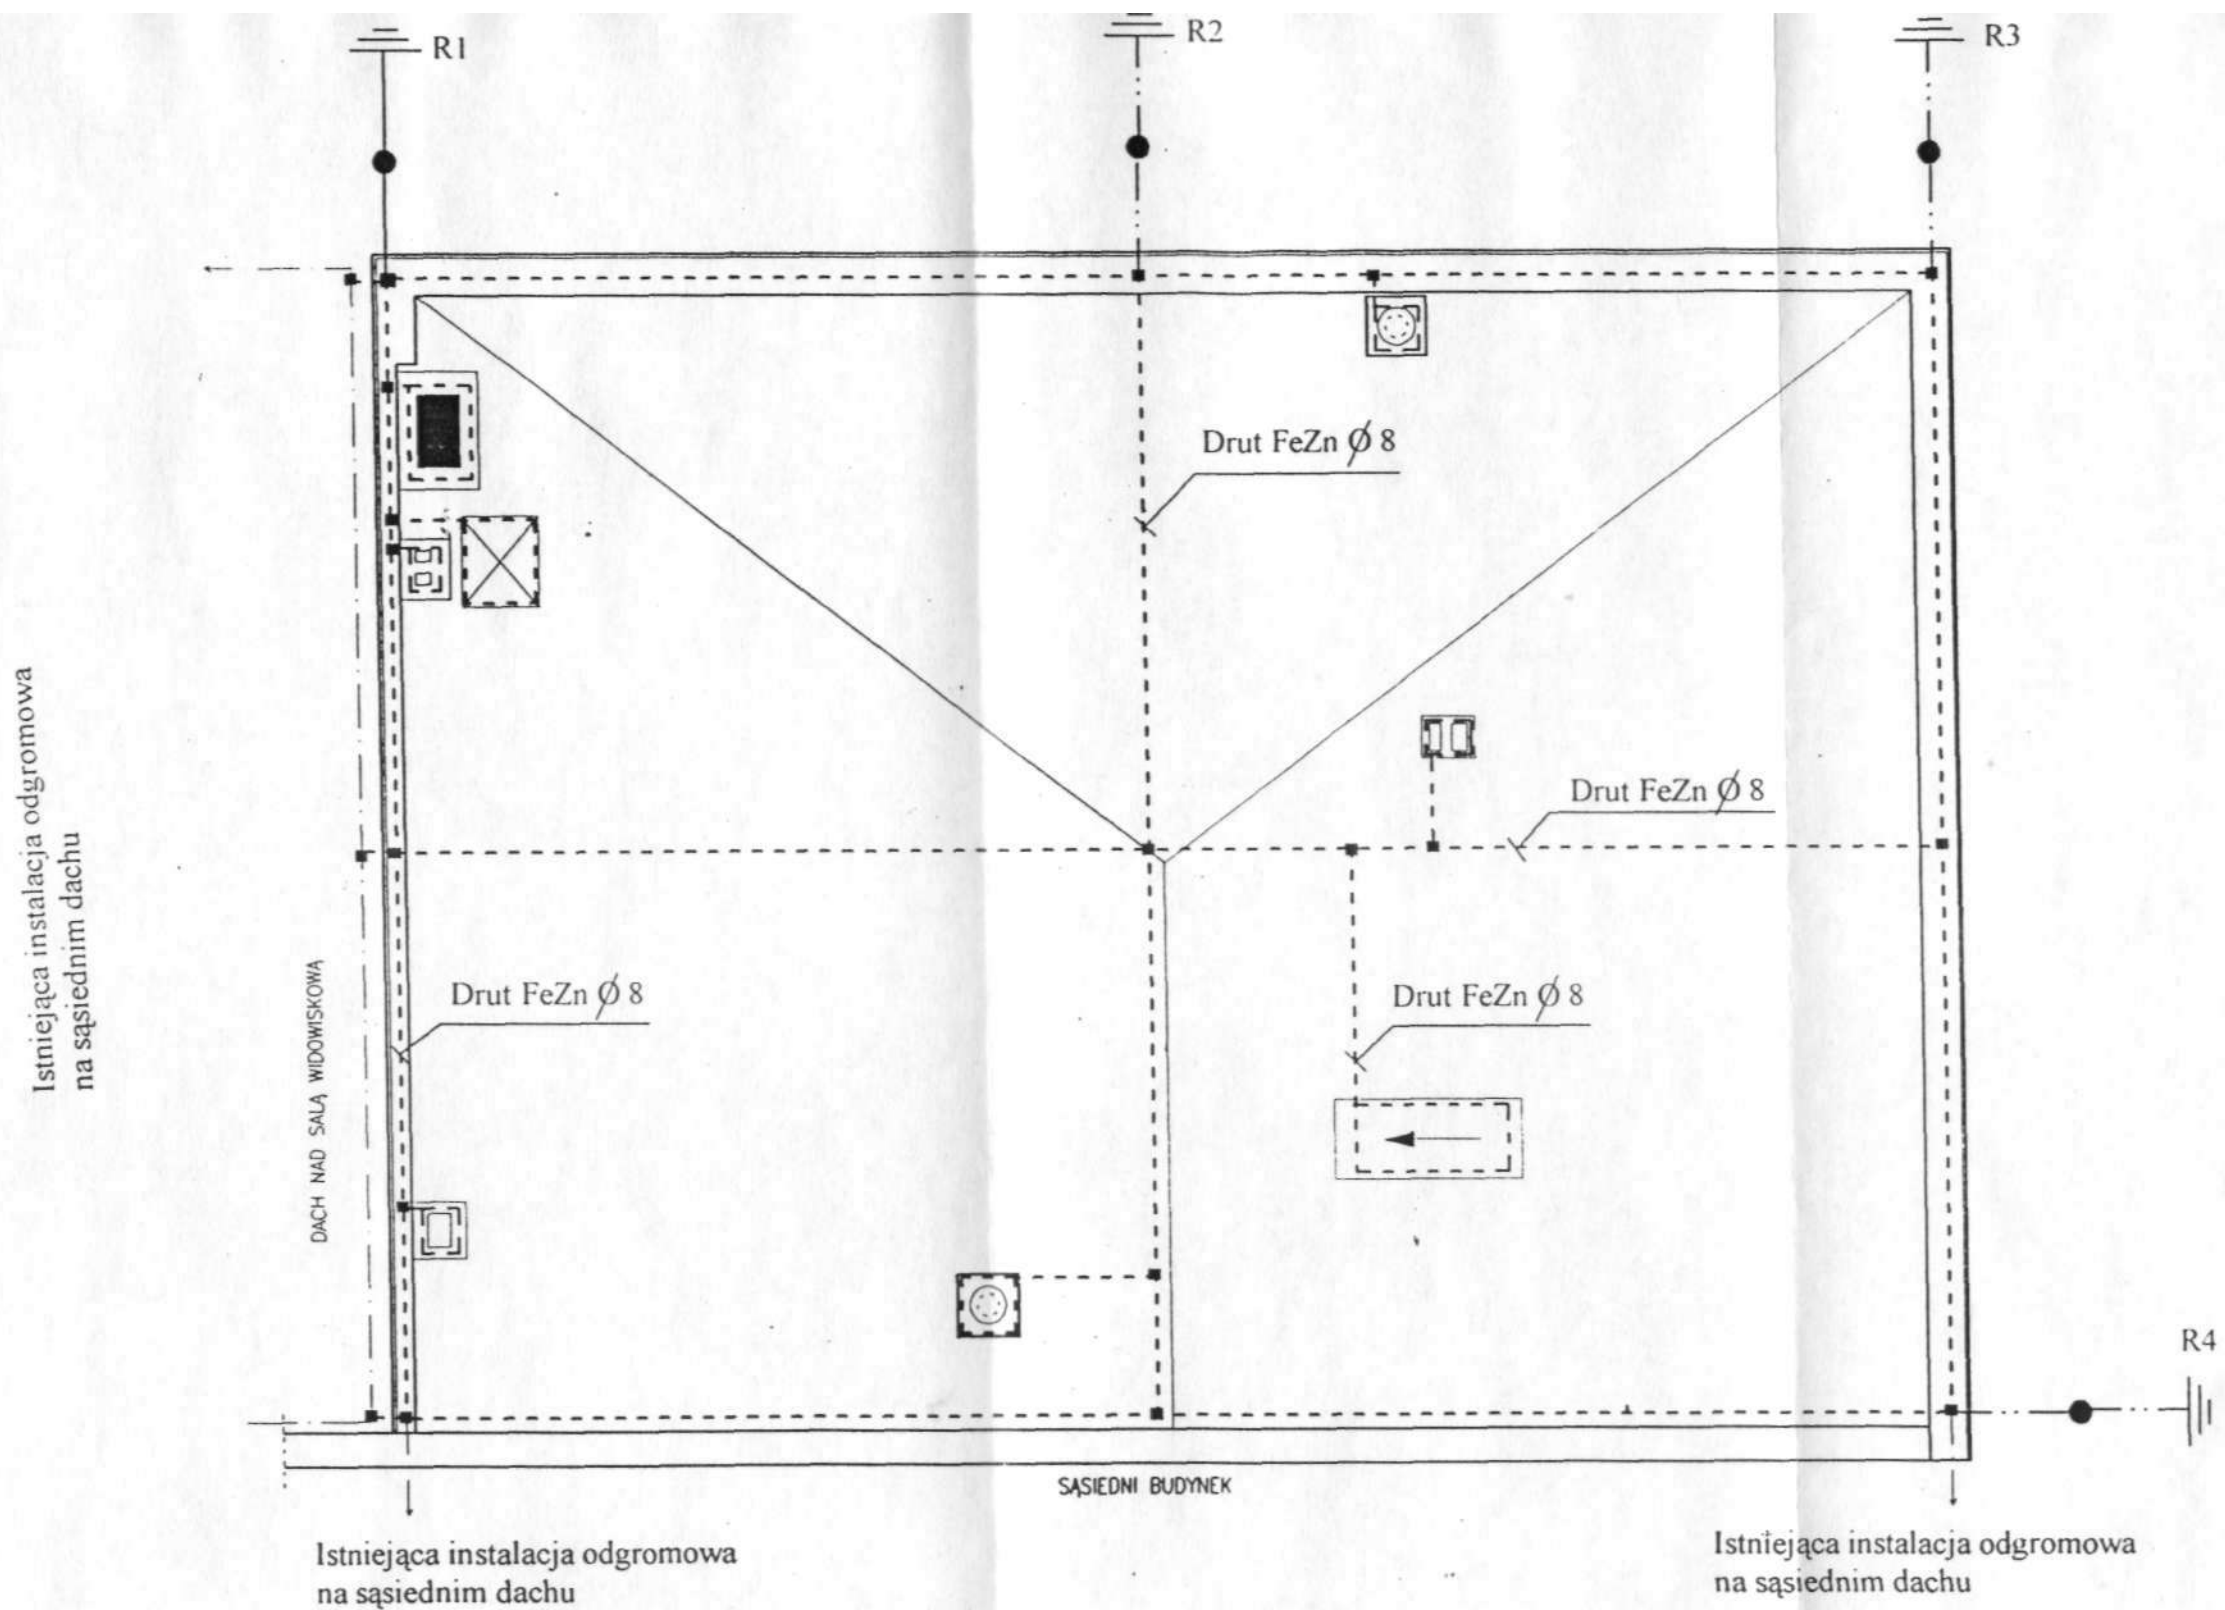 R1
R2
R3
Drut FeZn Ø 8
Drut FeZn Ø 8
Istniejąca instalacja odgromowa
na sąsiednim dachu
DACH NAD SALĄ WIDOWISKOWĄ
Drut FeZn Ø 8
Drut FeZn Ø 8
R4
SĄSIEDNI BUDYNEK
Istniejąca instalacja odgromowa
na sąsiednim dachu
Istniejąca instalacja odgromowa
na sąsiednim dachu